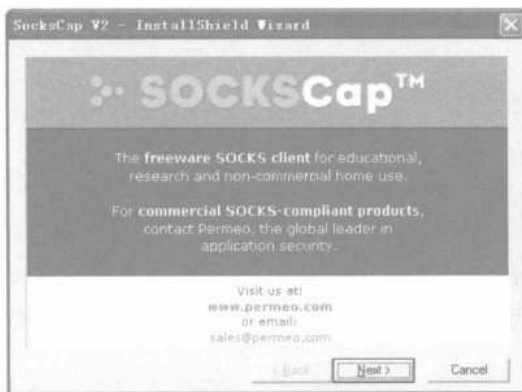 SocksCap V2 - InstallShield Wizard
SOCKSCap™
The freeware SOCKS client for educational,
research and non-commercial home use.
For commercial SOCKS-compliant products,
contact Permeo, the global leader in
application security.
Visit us at:
www.permeo.com
or email:
sales@permeo.com
< Back
Next >
Cancel